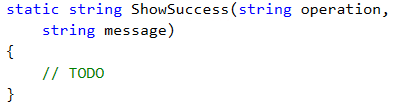 static string ShowSuccess(string operation,
    string message)
{
    // TODO
}